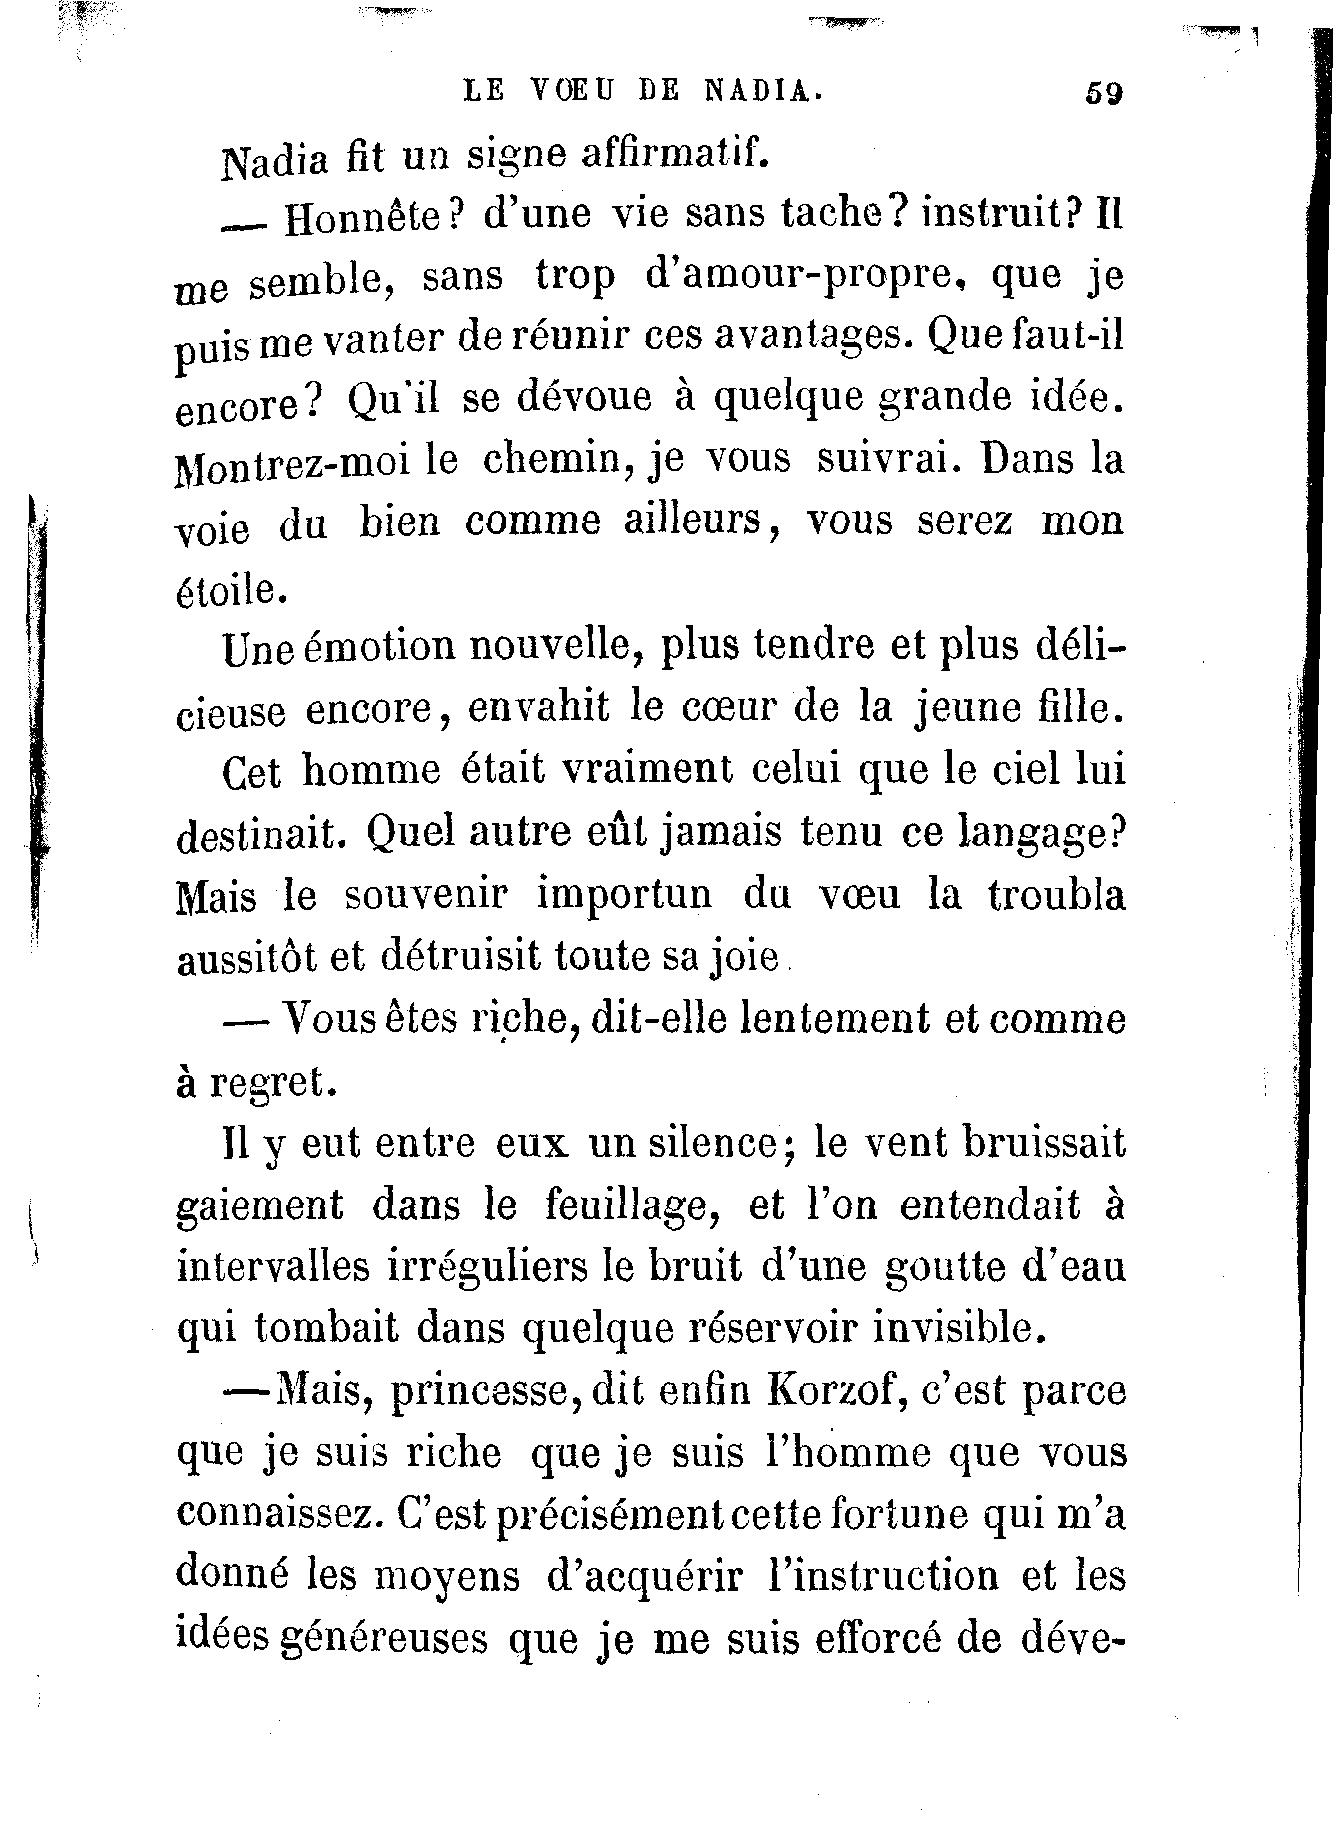 LE VŒU DE NADIA. 59
Nadia fit un signe affirmatif.
— Honnête? d'une vie sans tache? instruit? Il
me semble, sans trop d'amour-propre, que je
puis me vanter de réunir ces avantages. Que faut-il
encore? Qu'il se dévoue à quelque grande idée.
Montrez-moi le chemin, je vous suivrai. Dans la
voie du bien comme ailleurs, vous serez mon
étoile.
Une émotion nouvelle, plus tendre et plus déli-
cieuse encore, envahit le cœur de la jeune fille.
Cet homme était vraiment celui que le ciel lui
destinait. Quel autre eût jamais tenu ce langage?
Mais le souvenir importun du vœu la troubla
aussitôt et détruisit toute sa joie.
— Vous êtes riche, dit-elle lentement et comme
à regret.
Il y eut entre eux un silence; le vent bruissait
gaiement dans le feuillage, et l'on entendait à
intervalles irréguliers le bruit d'une goutte d'eau
qui tombait dans quelque réservoir invisible.
— Mais, princesse, dit enfin Korzof, c'est parce
que je suis riche que je suis l'homme que vous
connaissez. C'est précisément cette fortune qui m'a
donné les moyens d'acquérir l'instruction et les
idées généreuses que je me suis efforcé de déve-